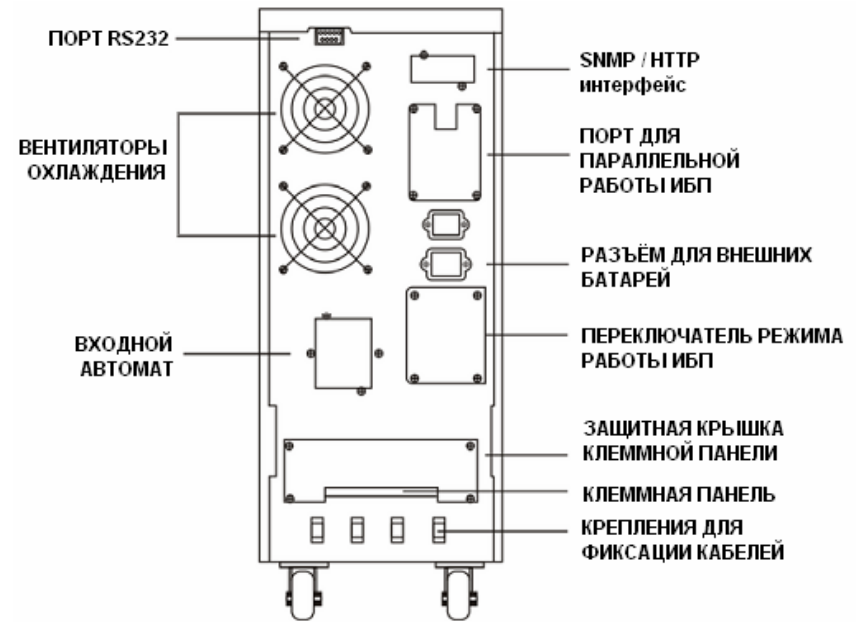 ПОРТ RS232
ВЕНТИЛЯТОРЫ
ОХЛАЖДЕНИЯ
ВХОДНОЙ
АВТОМАТ
SNMP / HTTP
интерфейс
ПОРТ ДЛЯ
ПАРАЛЛЕЛЬНОЙ
РАБОТЫ ИБП
РАЗЪЁМ ДЛЯ ВНЕШНИХ
БАТАРЕЙ
ПЕРЕКЛЮЧАТЕЛЬ РЕЖИМА
РАБОТЫ ИБП
ЗАЩИТНАЯ КРЫШКА
КЛЕММНОЙ ПАНЕЛИ
КЛЕММНАЯ ПАНЕЛЬ
КРЕПЛЕНИЯ ДЛЯ
ФИКСАЦИИ КАБЕЛЕЙ